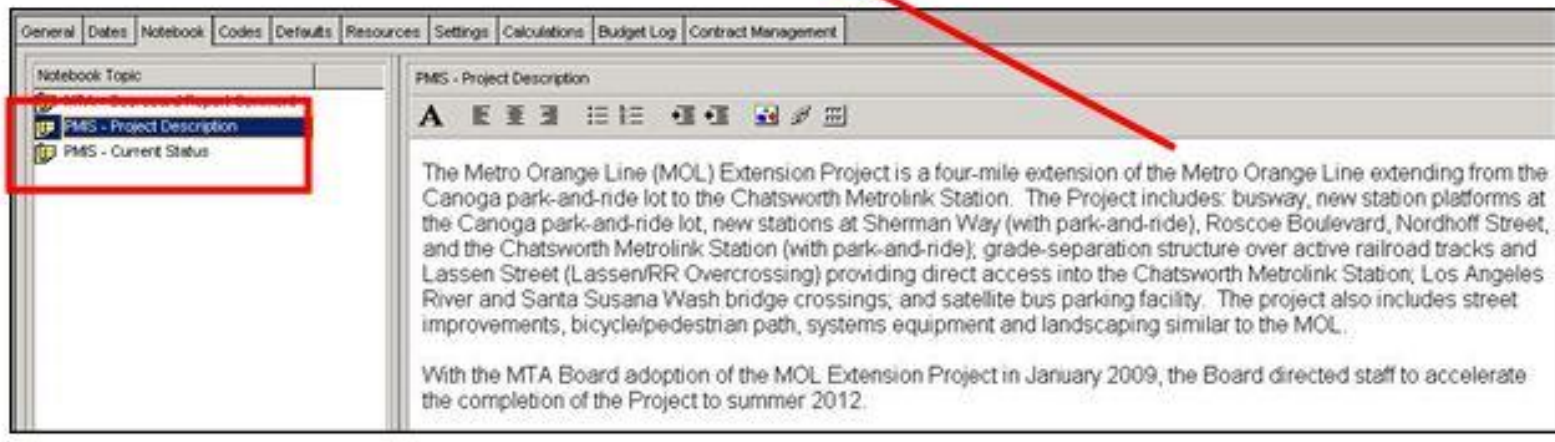 General Dates Notebook Codes Defaults Resources Settings Calculations Budget Log Contract Management
Notebook Topic
PMIS - Project Description
PMIS - Current Status
PMIS - Project Description
The Metro Orange Line (MOL) Extension Project is a four-mile extension of the Metro Orange Line extending from the
Canoga park-and-ride lot to the Chatsworth Metrolink Station. The Project includes: busway, new station platforms at
the Canoga park-and-ride lot, new stations at Sherman Way (with park-and-ride), Roscoe Boulevard, Nordhoff Street,
and the Chatsworth Metrolink Station (with park-and-ride); grade-separation structure over active railroad tracks and
Lassen Street (Lassen/RR Overcrossing) providing direct access into the Chatsworth Metrolink Station; Los Angeles
River and Santa Susana Wash bridge crossings; and satellite bus parking facility. The project also includes street
improvements, bicycle/pedestrian path, systems equipment and landscaping similar to the MOL.
With the MTA Board adoption of the MOL Extension Project in January 2009, the Board directed staff to accelerate
the completion of the Project to summer 2012.